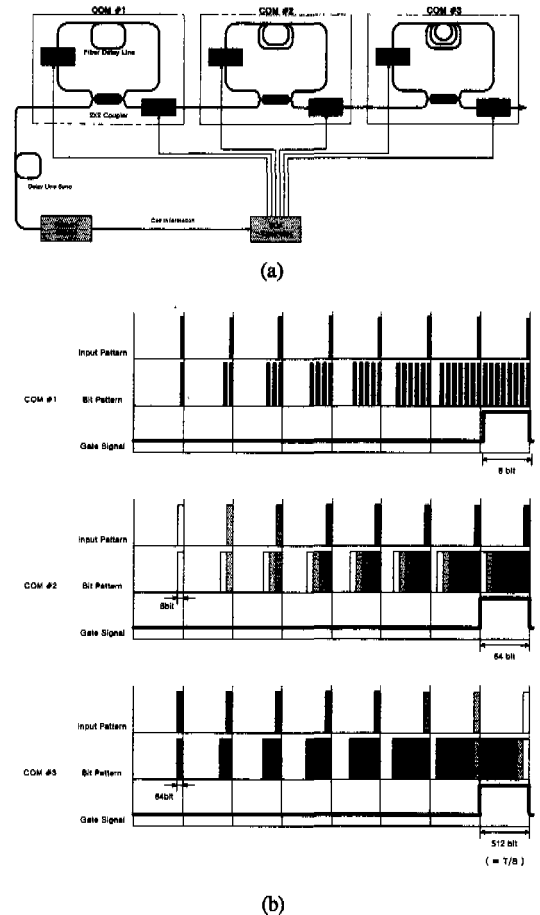 COM #1
COM #2
COM #3
Fiber Delay Line
2X2 Coupler
Delay Line Sync
Cell Information
(a)
Input Pattern
COM #1
Bit Pattern
Gate Signal
8 bit
Input Pattern
COM #2
Bit Pattern
8bit
Gate Signal
64 bit
Input Pattern
COM #3
Bit Pattern
64bit
Gate Signal
512 bit
( = T/8 )
(b)